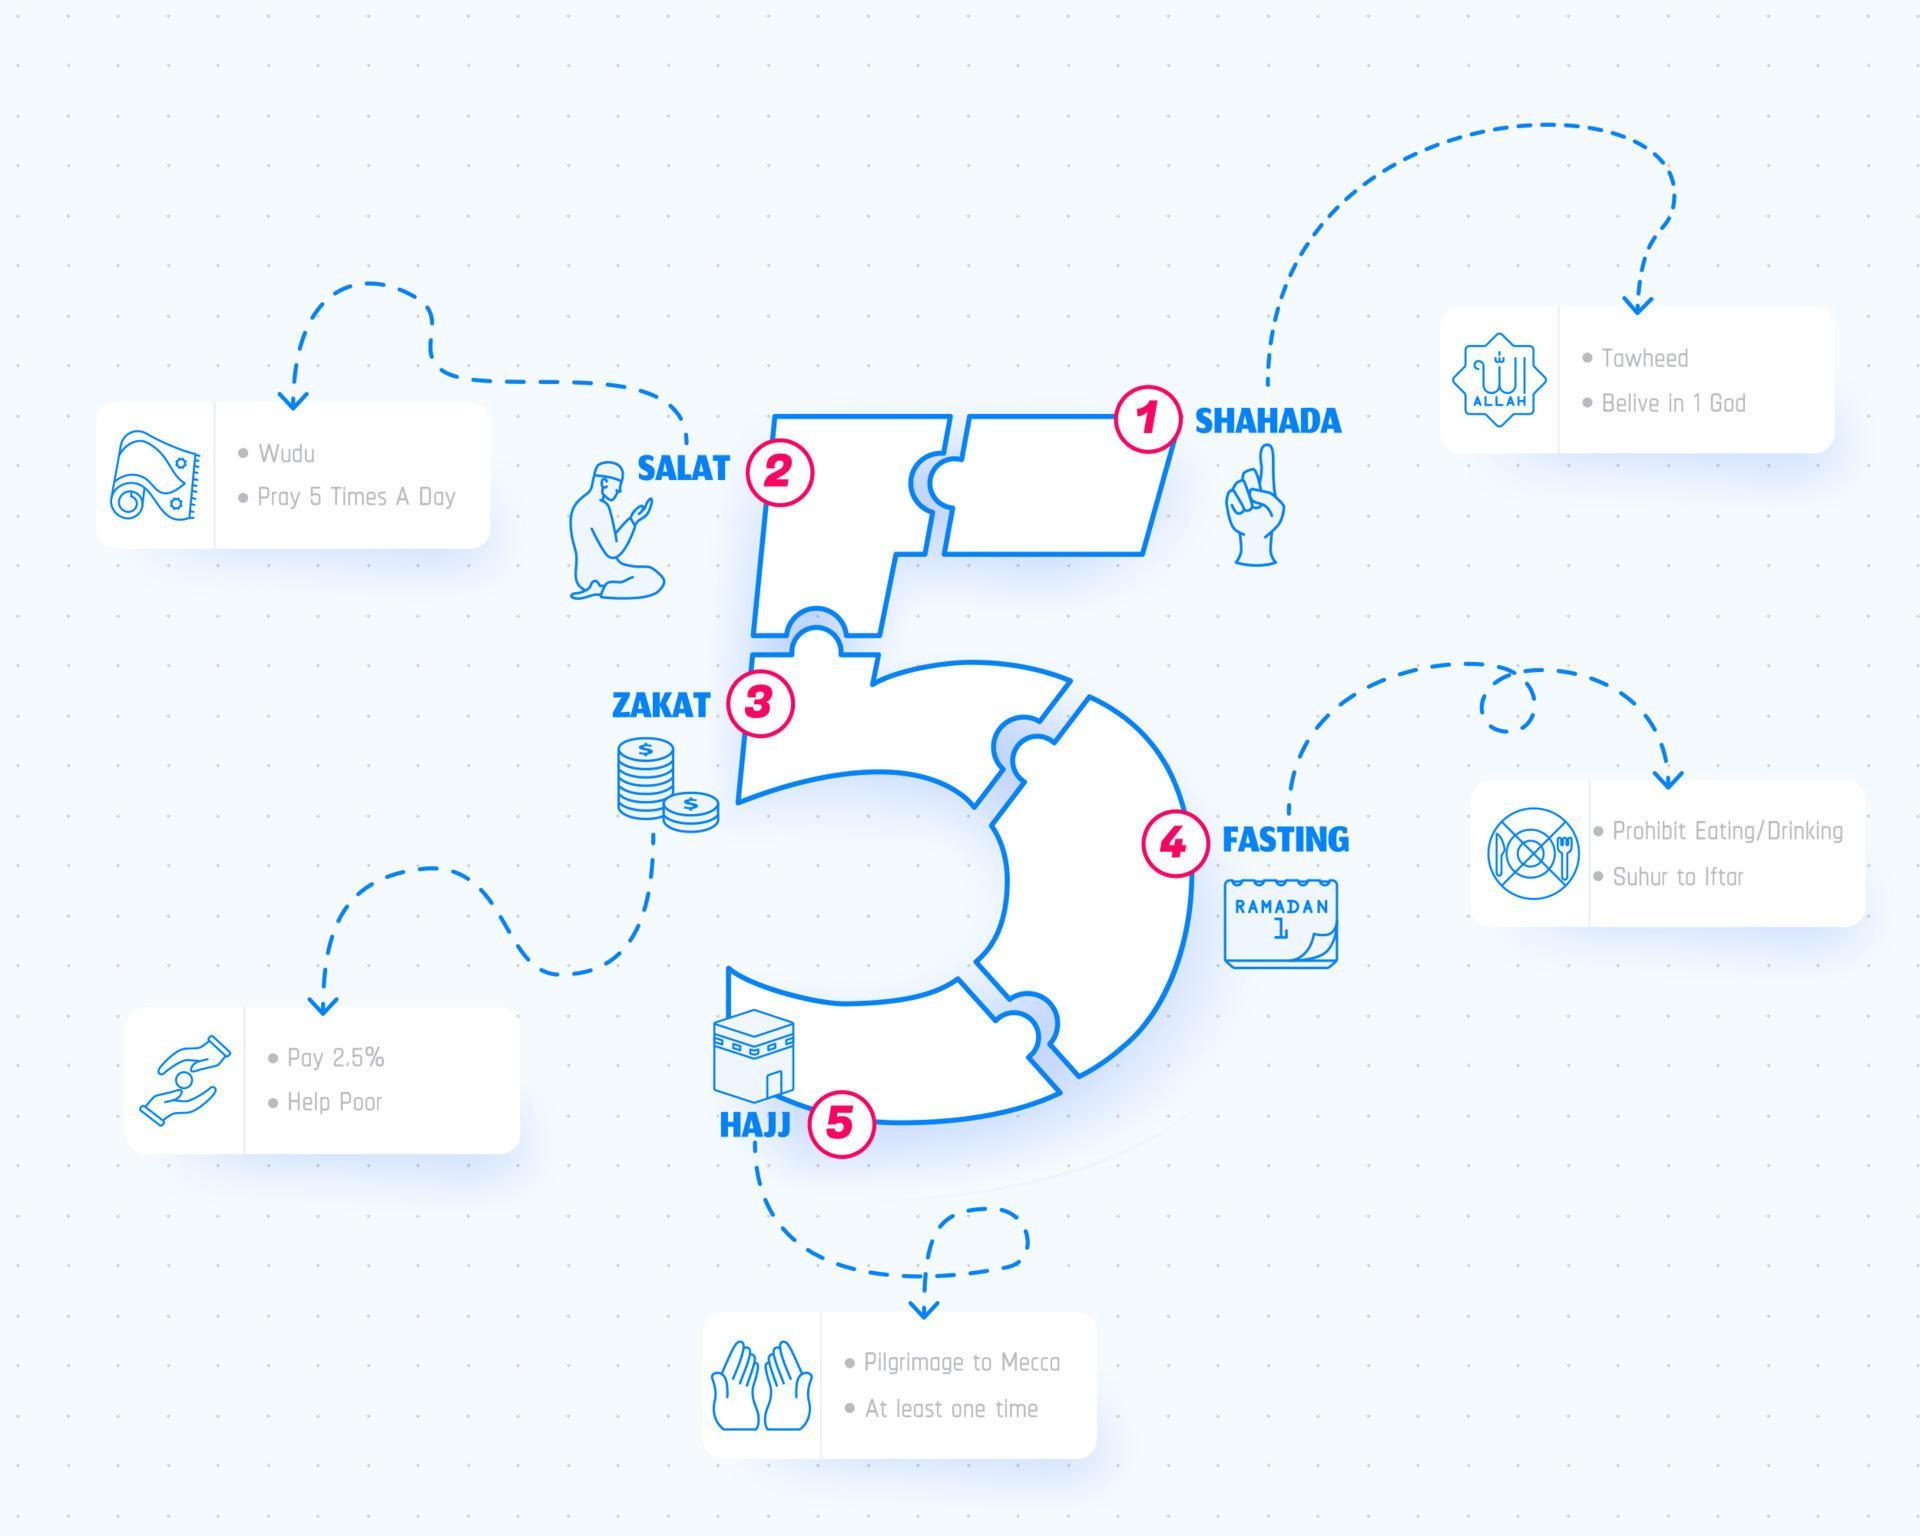 1
SHAHADA
الله
ALLAH
Tawheed
Belive in 1 God
2
SALAT
Wudu
Pray 5 Times A Day
3
ZAKAT
$
$
Pay 2.5%
Help Poor
4
FASTING
RAMADAN
1
Prohibit Eating/Drinking
Suhur to Iftar
5
HAJJ
Pilgrimage to Mecca
At least one time